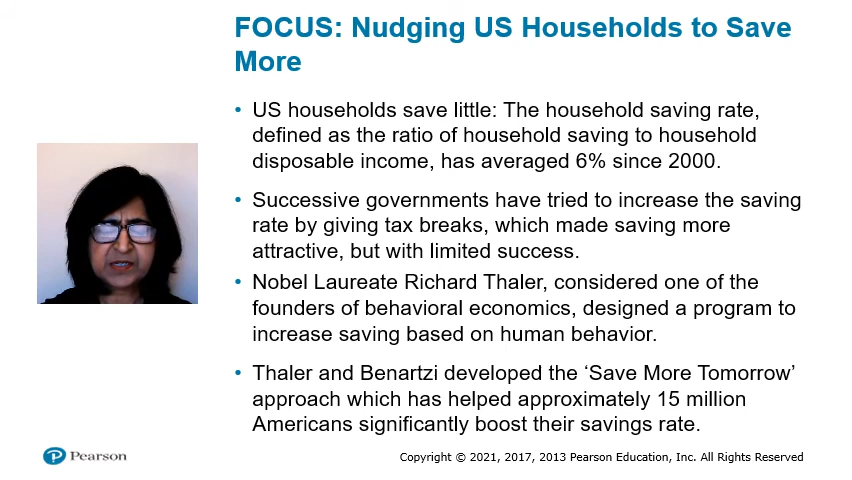 FOCUS: Nudging US Households to Save
More
• US households save little: The household saving rate,
defined as the ratio of household saving to household
disposable income, has averaged 6% since 2000.
• Successive governments have tried to increase the saving
rate by giving tax breaks, which made saving more
attractive, but with limited success.
• Nobel Laureate Richard Thaler, considered one of the
founders of behavioral economics, designed a program to
increase saving based on human behavior.
• Thaler and Benartzi developed the ‘Save More Tomorrow’
approach which has helped approximately 15 million
Americans significantly boost their savings rate.
Pearson
Copyright © 2021, 2017, 2013 Pearson Education, Inc. All Rights Reserved